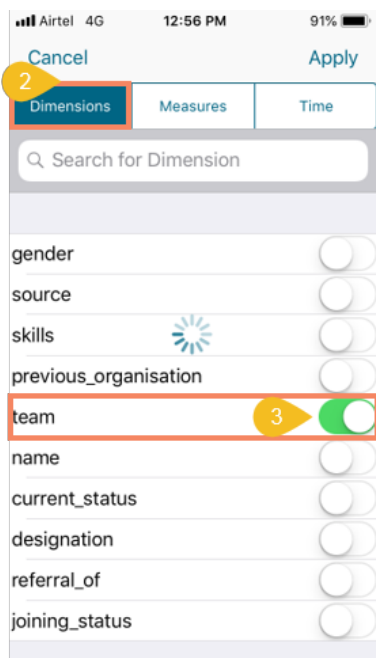 Airtel 4G 12:56 PM 91%
Cancel Apply
2
Dimensions Measures Time
Search for Dimension
gender
source
skills
previous_organisation
team 3
name
current_status
designation
referral_of
joining_status